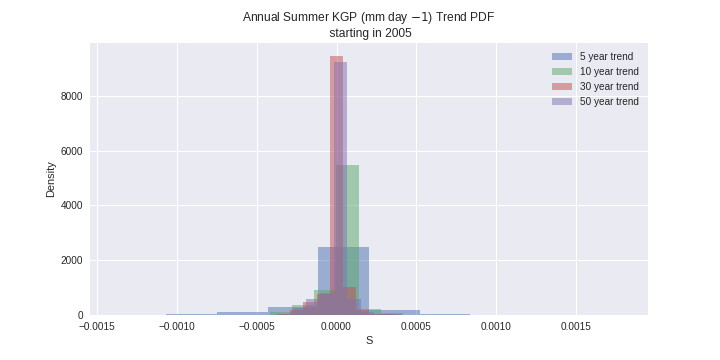 Annual Summer KGP (mm day −1) Trend PDF
starting in 2005
5 year trend
10 year trend
30 year trend
50 year trend
Density
8000
6000
4000
2000
0
−0.0015 −0.0010 −0.0005 0.0000 0.0005 0.0010 0.0015
S